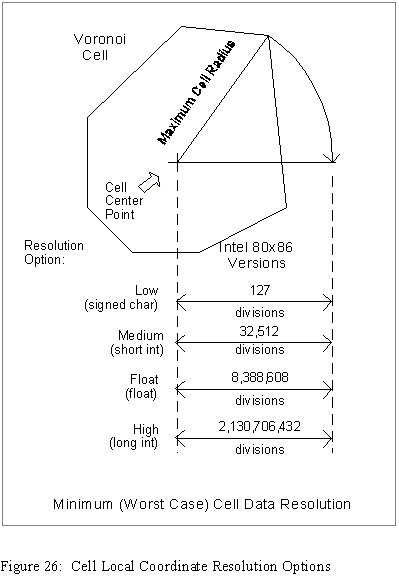 Voronoi
Cell
Maximum Cell Radius
Cell
Center
Point
Resolution
Option:
Intel 80x86
Versions
Low
(signed char)
127
divisions
Medium
(short int)
32,512
divisions
Float
(float)
8,388,608
divisions
High
(long int)
2,130,706,432
divisions
Minimum (Worst Case) Cell Data Resolution
Figure 26: Cell Local Coordinate Resolution Options